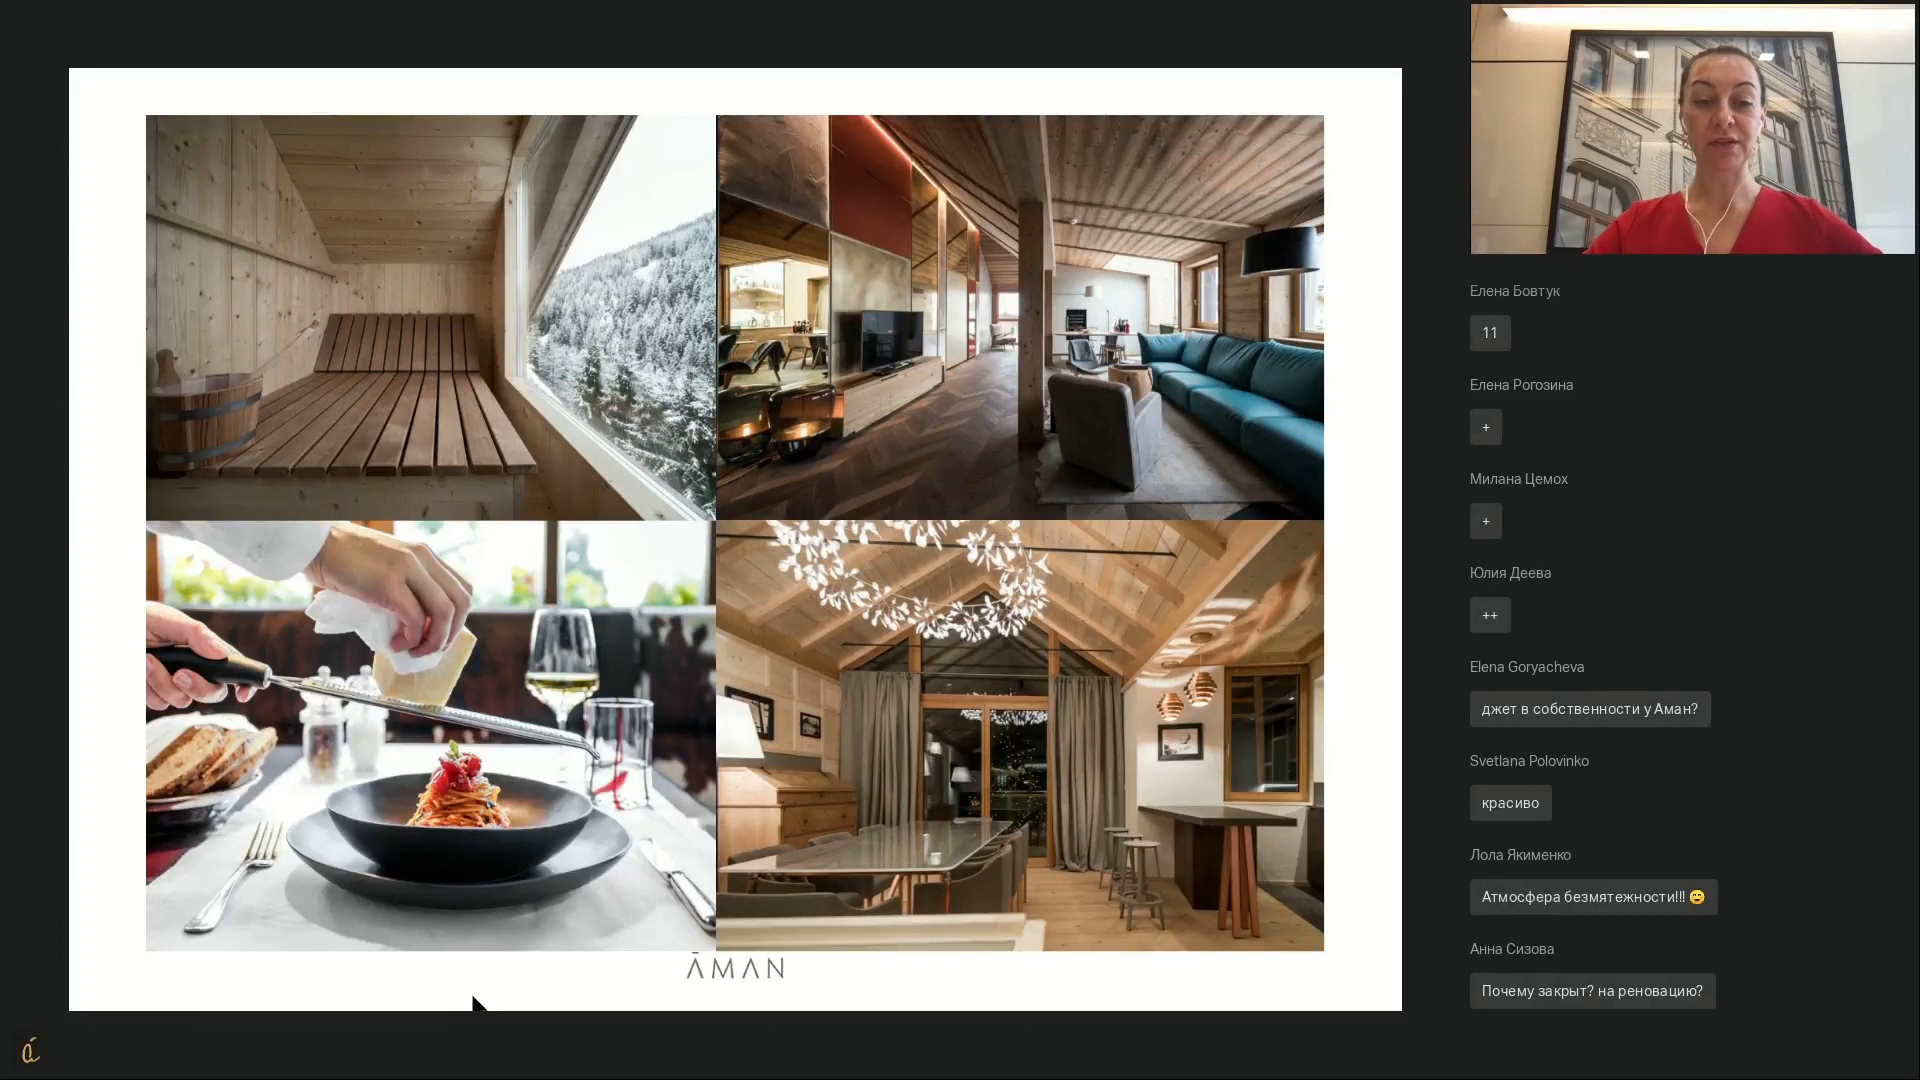 ĀMAN
Елена Бовтук
11
Елена Рогозина
+
Милана Цемох
+
Юлия Деева
++
Elena Goryacheva
джет в собственности у Аман?
Svetlana Polovinko
красиво
Лола Якименко
Атмосфера безмятежности!!! 😊
Анна Сизова
Почему закрыт? на реновацию?
á